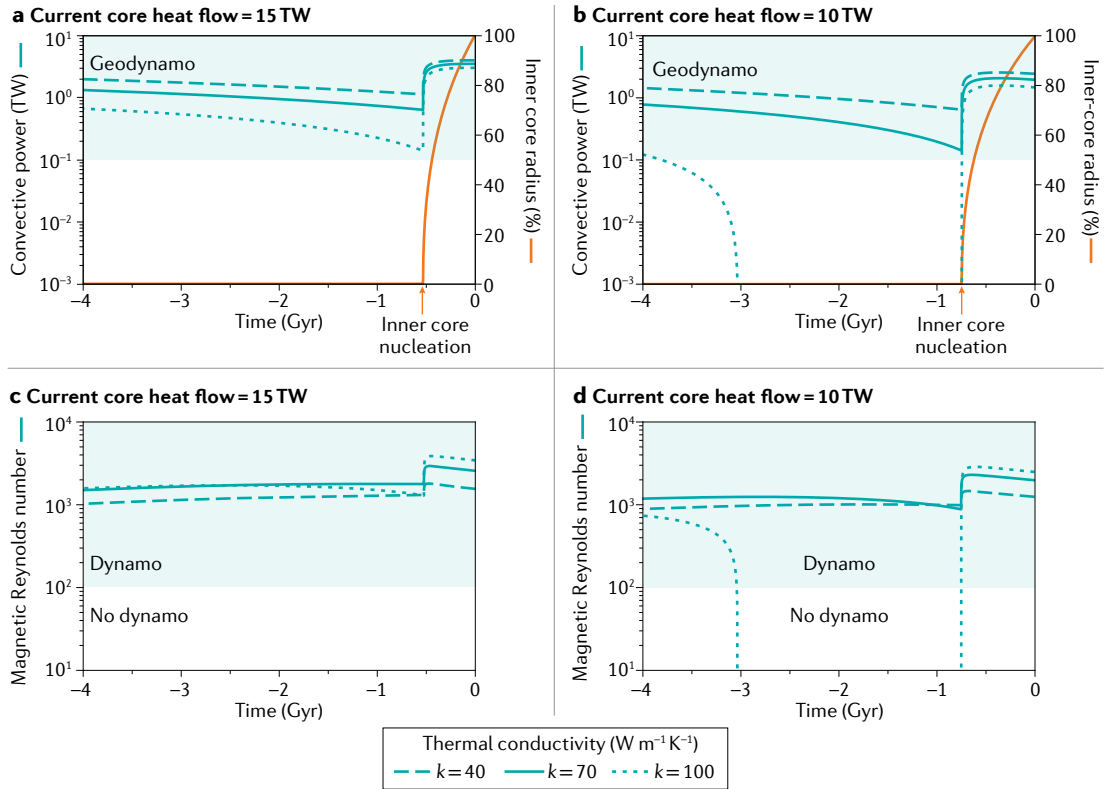 a Current core heat flow = 15 TW
Convective power (TW)
10¹
10⁰
10⁻¹
10⁻²
10⁻³
Geodynamo
100
80
60
40
20
0
Inner-core radius (%)
−4
−3
−2
−1
0
Time (Gyr)
Inner core
nucleation
b Current core heat flow = 10 TW
Convective power (TW)
10¹
10⁰
10⁻¹
10⁻²
10⁻³
Geodynamo
100
80
60
40
20
0
Inner-core radius (%)
−4
−3
−2
−1
0
Time (Gyr)
Inner core
nucleation
c Current core heat flow = 15 TW
Magnetic Reynolds number
10⁴
10³
10²
10¹
Dynamo
No dynamo
−4
−3
−2
−1
0
Time (Gyr)
d Current core heat flow = 10 TW
Magnetic Reynolds number
10⁴
10³
10²
10¹
Dynamo
No dynamo
−4
−3
−2
−1
0
Time (Gyr)
Thermal conductivity (W m⁻¹ K⁻¹)
k = 40 k = 70 k = 100